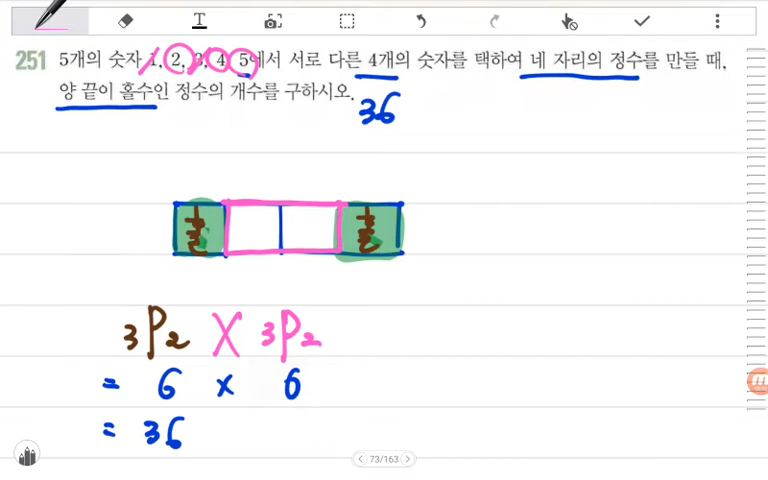 251 5개의 숫자 1, 2, 3, 4, 5에서 서로 다른 4개의 숫자를 택하여 네 자리의 정수를 만들 때,
양 끝이 홀수인 정수의 개수를 구하시오.
36
홀 홀
3P2 X 3P2
= 6 x 6
= 36
73/163